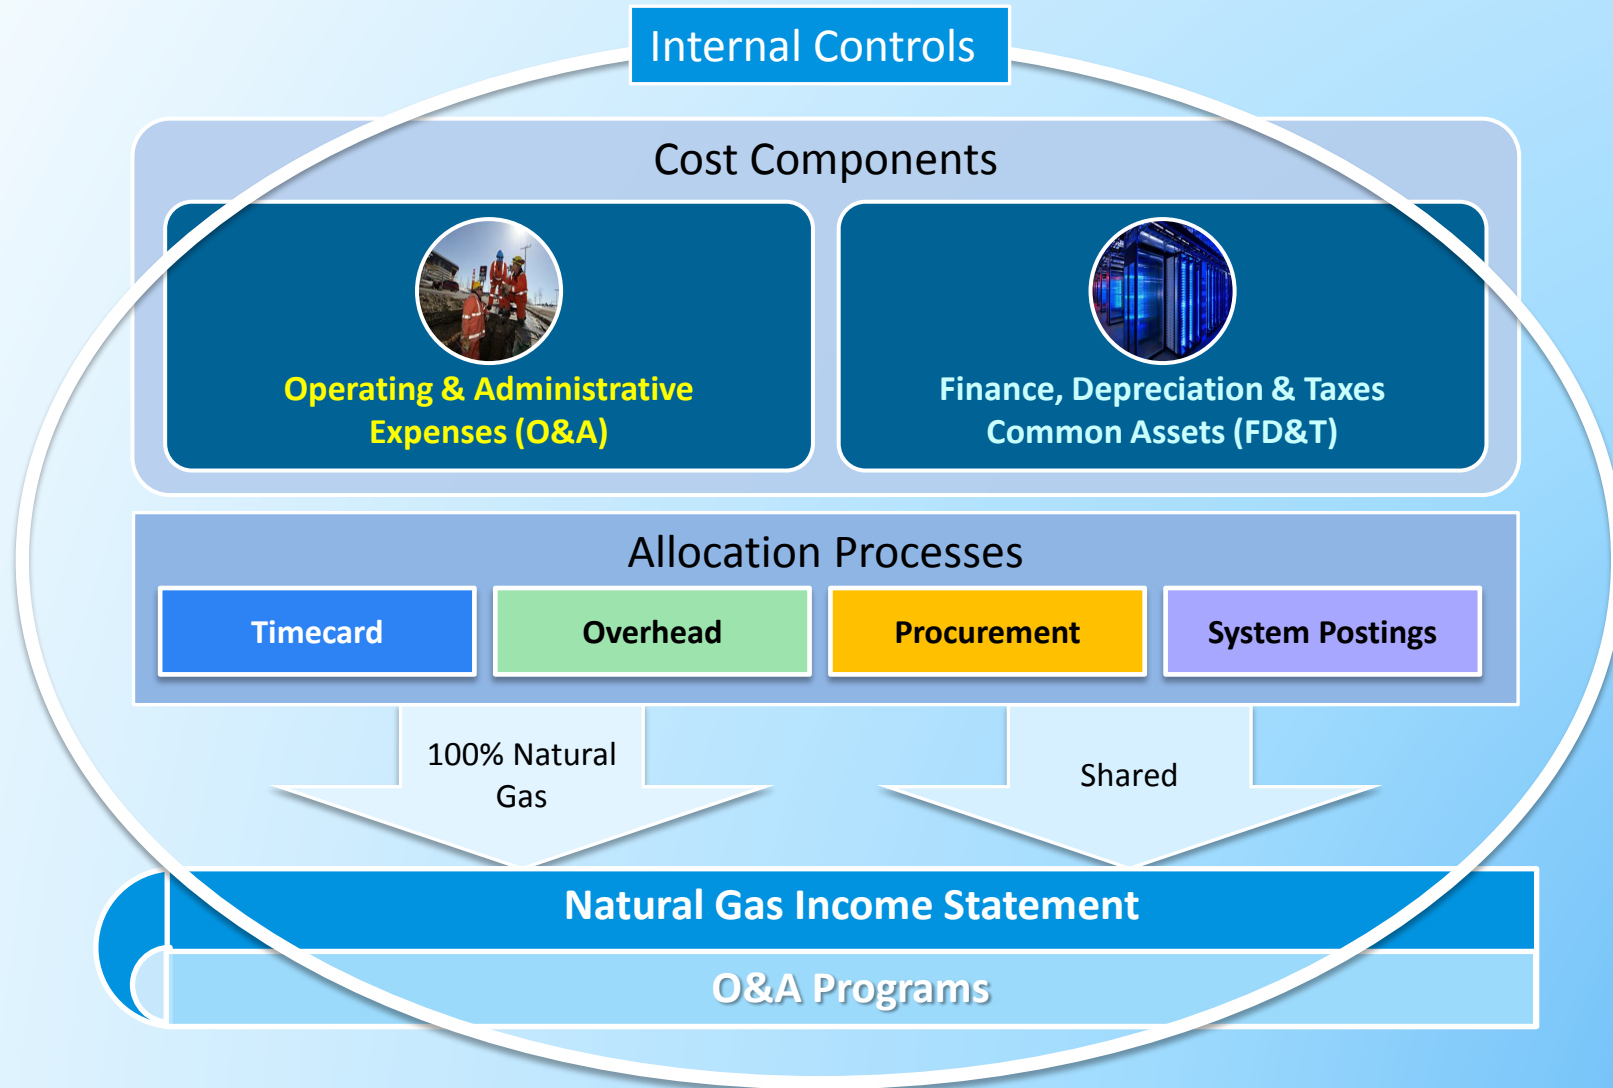 Internal Controls
Cost Components
Operating & Administrative
Expenses (O&A)
Finance, Depreciation & Taxes
Common Assets (FD&T)
Allocation Processes
Timecard
Overhead
Procurement
System Postings
100% Natural
Gas
Shared
Natural Gas Income Statement
O&A Programs